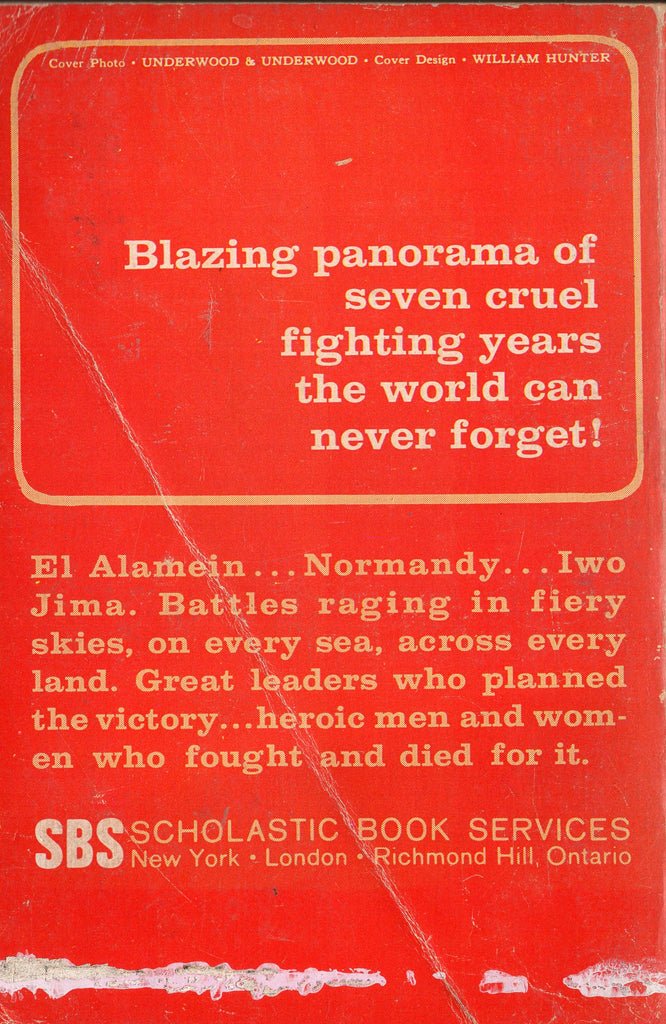 Cover Photo • UNDERWOOD & UNDERWOOD • Cover Design • WILLIAM HUNTER
Blazing panorama of
seven cruel
fighting years
the world can
never forget!
El Alamein...Normandy...Iwo
Jima. Battles raging in fiery
skies, on every sea, across every
land. Great leaders who planned
the victory...heroic men and wom-
en who fought and died for it.
SBS SCHOLASTIC BOOK SERVICES
New York • London • Richmond Hill, Ontario